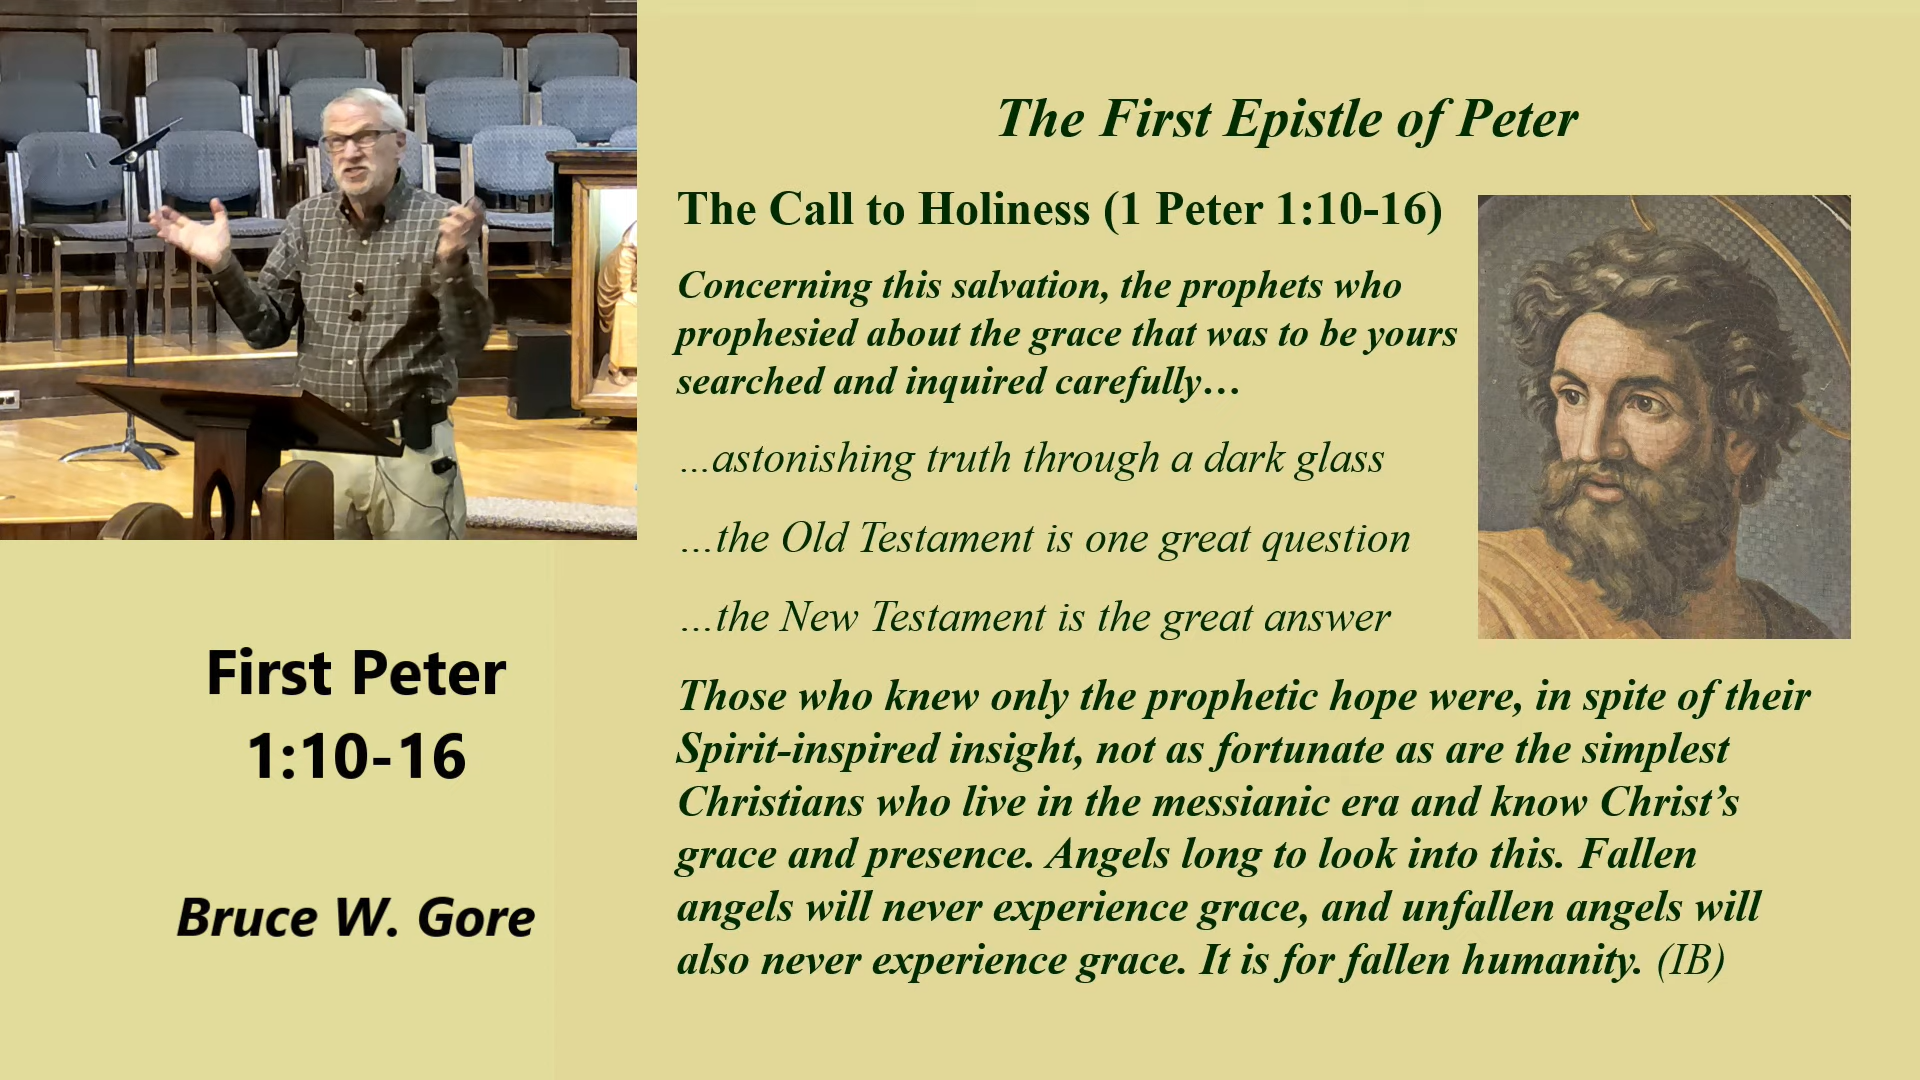 The First Epistle of Peter
The Call to Holiness (1 Peter 1:10-16)
Concerning this salvation, the prophets who
prophesied about the grace that was to be yours
searched and inquired carefully…
...astonishing truth through a dark glass
...the Old Testament is one great question
...the New Testament is the great answer
Those who knew only the prophetic hope were, in spite of their
Spirit-inspired insight, not as fortunate as are the simplest
Christians who live in the messianic era and know Christ’s
grace and presence. Angels long to look into this. Fallen
angels will never experience grace, and unfallen angels will
also never experience grace. It is for fallen humanity. (IB)
First Peter
1:10-16
Bruce W. Gore